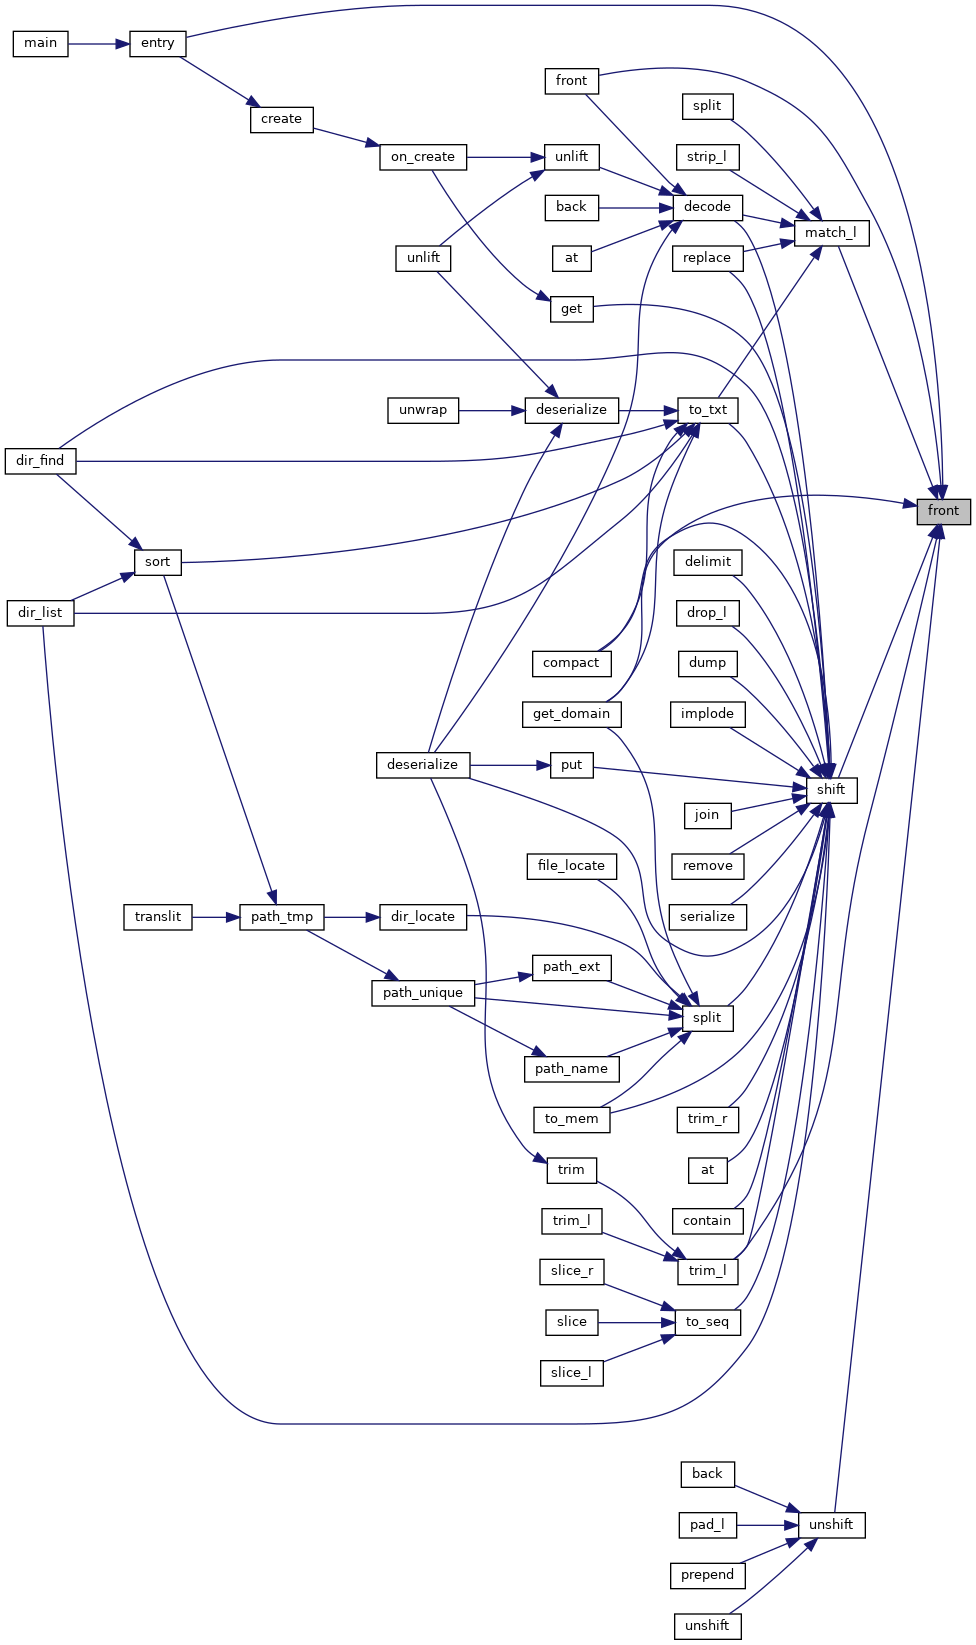 main
entry
create
on_create
front
split
strip_l
unlift
back
decode
at
match_l
replace
unlift
get
unwrap
deserialize
to_txt
dir_find
front
sort
delimit
dir_list
drop_l
compact
dump
get_domain
implode
deserialize
put
shift
join
file_locate
remove
translit
path_tmp
dir_locate
serialize
path_ext
path_unique
split
path_name
to_mem
trim_r
trim
at
trim_l
contain
slice_r
trim_l
slice
to_seq
slice_l
back
pad_l
unshift
prepend
unshift